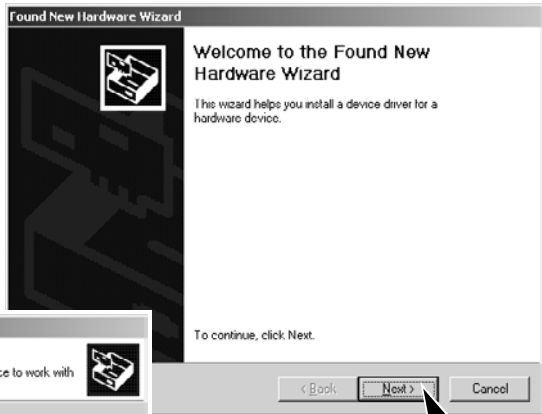 Found New Hardware Wizard
Welcome to the Found New
Hardware Wizard
This wizard helps you install a device driver for a
hardware device.
To continue, click Next.
ce to work with
< Back
Next >
Cancel